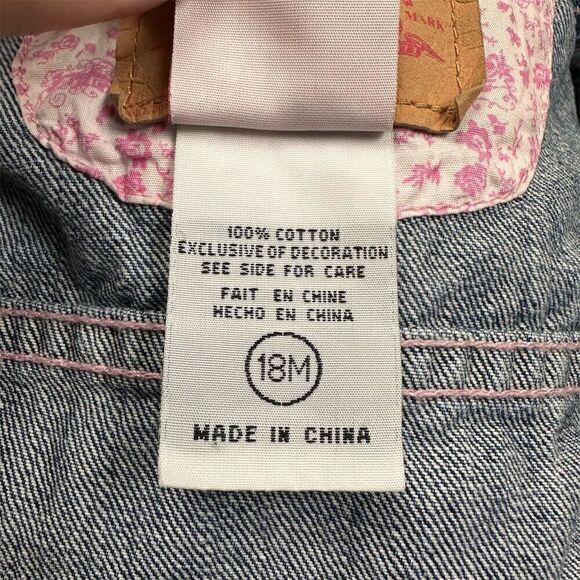 MARK
100% COTTON
EXCLUSIVE OF DECORATION
SEE SIDE FOR CARE
FAIT EN CHINE
HECHO EN CHINA
18M
MADE IN CHINA